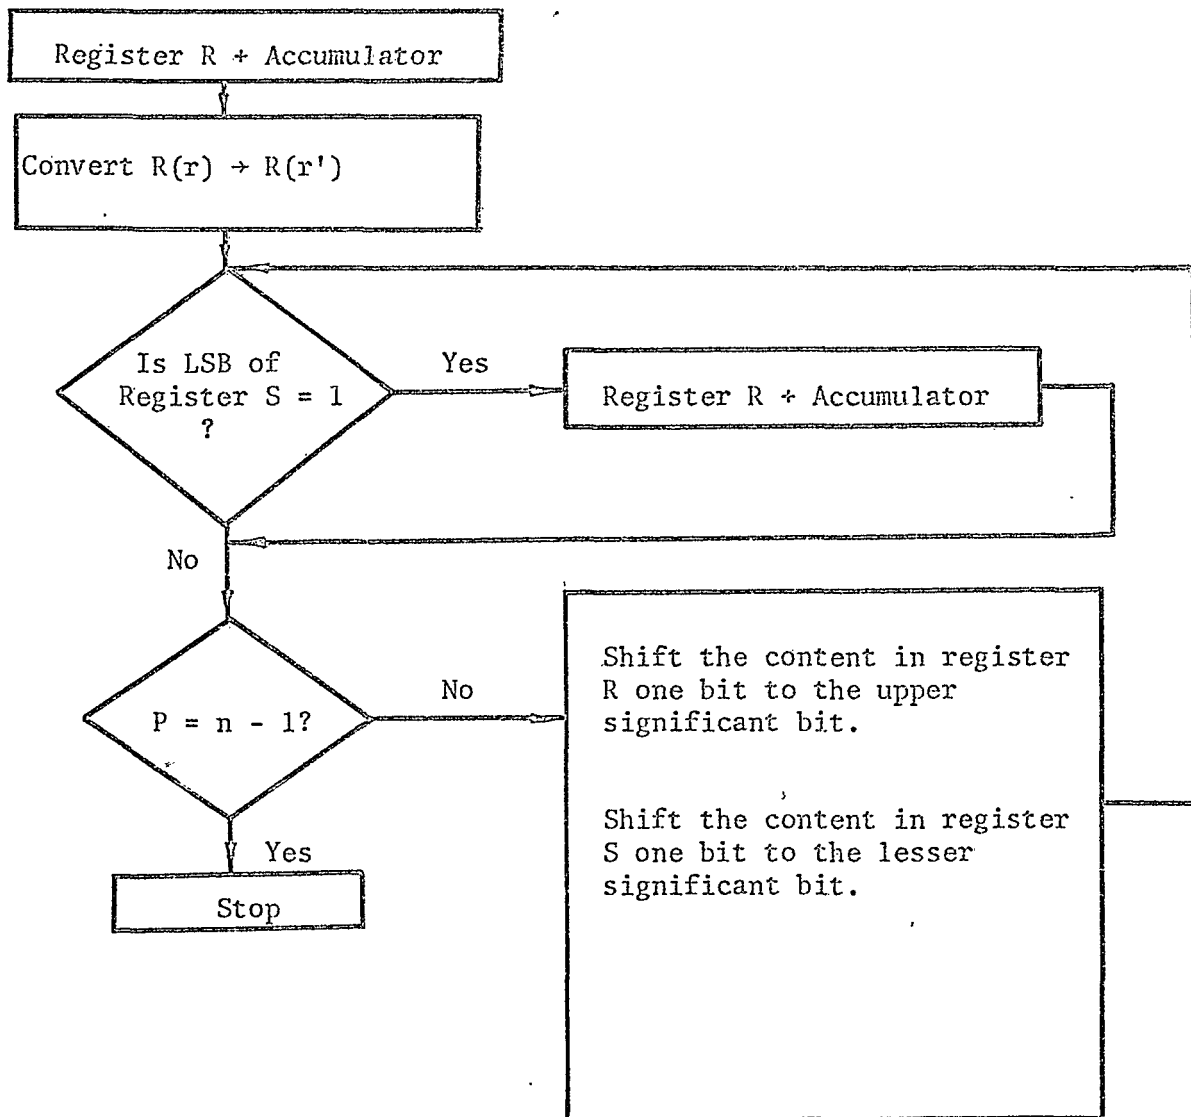 Register R + Accumulator
Convert R(r) → R(r')
Is LSB of
Register S = 1
?
Yes
Register R + Accumulator
No
P = n - 1?
No
Shift the content in register
R one bit to the upper
significant bit.
Shift the content in register
S one bit to the lesser
significant bit.
Yes
Stop